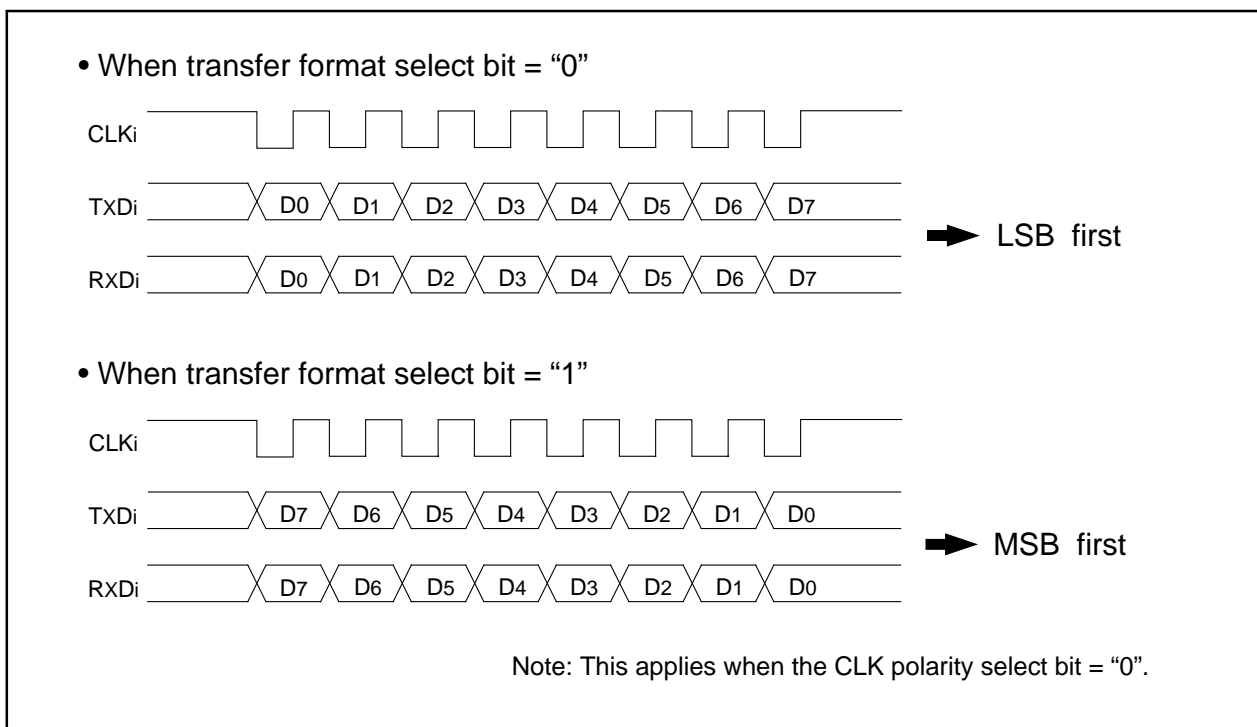 • When transfer format select bit = “0”
CLKi
TXDi D0 D1 D2 D3 D4 D5 D6 D7
RXDi D0 D1 D2 D3 D4 D5 D6 D7
LSB first
• When transfer format select bit = “1”
CLKi
TXDi D7 D6 D5 D4 D3 D2 D1 D0
RXDi D7 D6 D5 D4 D3 D2 D1 D0
MSB first
Note: This applies when the CLK polarity select bit = “0”.